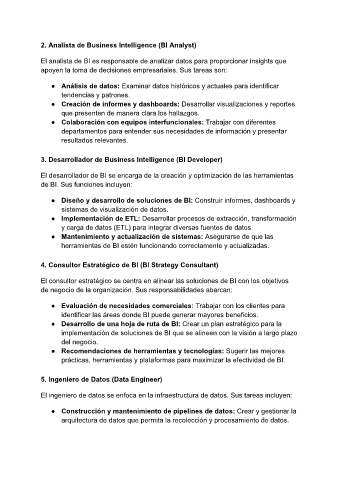 2. Analista de Business Intelligence (BI Analyst)
El analista de BI es responsable de analizar datos para proporcionar insights que
apoyen la toma de decisiones empresariales. Sus tareas son:
● Análisis de datos: Examinar datos históricos y actuales para identificar
tendencias y patrones.
● Creación de informes y dashboards: Desarrollar visualizaciones y reportes
que presenten de manera clara los hallazgos.
● Colaboración con equipos interfuncionales: Trabajar con diferentes
departamentos para entender sus necesidades de información y presentar
resultados relevantes.
3. Desarrollador de Business Intelligence (BI Developer)
El desarrollador de BI se encarga de la creación y optimización de las herramientas
de BI. Sus funciones incluyen:
● Diseño y desarrollo de soluciones de BI: Construir informes, dashboards y
sistemas de visualización de datos.
● Implementación de ETL: Desarrollar procesos de extracción, transformación
y carga de datos (ETL) para integrar diversas fuentes de datos.
● Mantenimiento y actualización de sistemas: Asegurarse de que las
herramientas de BI estén funcionando correctamente y actualizadas.
4. Consultor Estratégico de BI (BI Strategy Consultant)
El consultor estratégico se centra en alinear las soluciones de BI con los objetivos
de negocio de la organización. Sus responsabilidades abarcan:
● Evaluación de necesidades comerciales: Trabajar con los clientes para
identificar las áreas donde BI puede generar mayores beneficios.
● Desarrollo de una hoja de ruta de BI: Crear un plan estratégico para la
implementación de soluciones de BI que se alineen con la visión a largo plazo
del negocio.
● Recomendaciones de herramientas y tecnologías: Sugerir las mejores
prácticas, herramientas y plataformas para maximizar la efectividad de BI.
5. Ingeniero de Datos (Data Engineer)
El ingeniero de datos se enfoca en la infraestructura de datos. Sus tareas incluyen:
● Construcción y mantenimiento de pipelines de datos: Crear y gestionar la
arquitectura de datos que permita la recolección y procesamiento de datos.